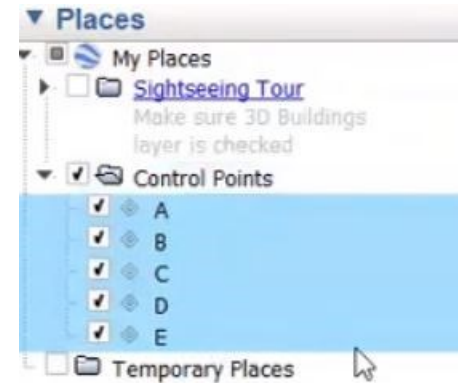 Places
My Places
Sightseeing Tour
Make sure 3D Buildings
layer is checked
Control Points
A
B
C
D
E
Temporary Places